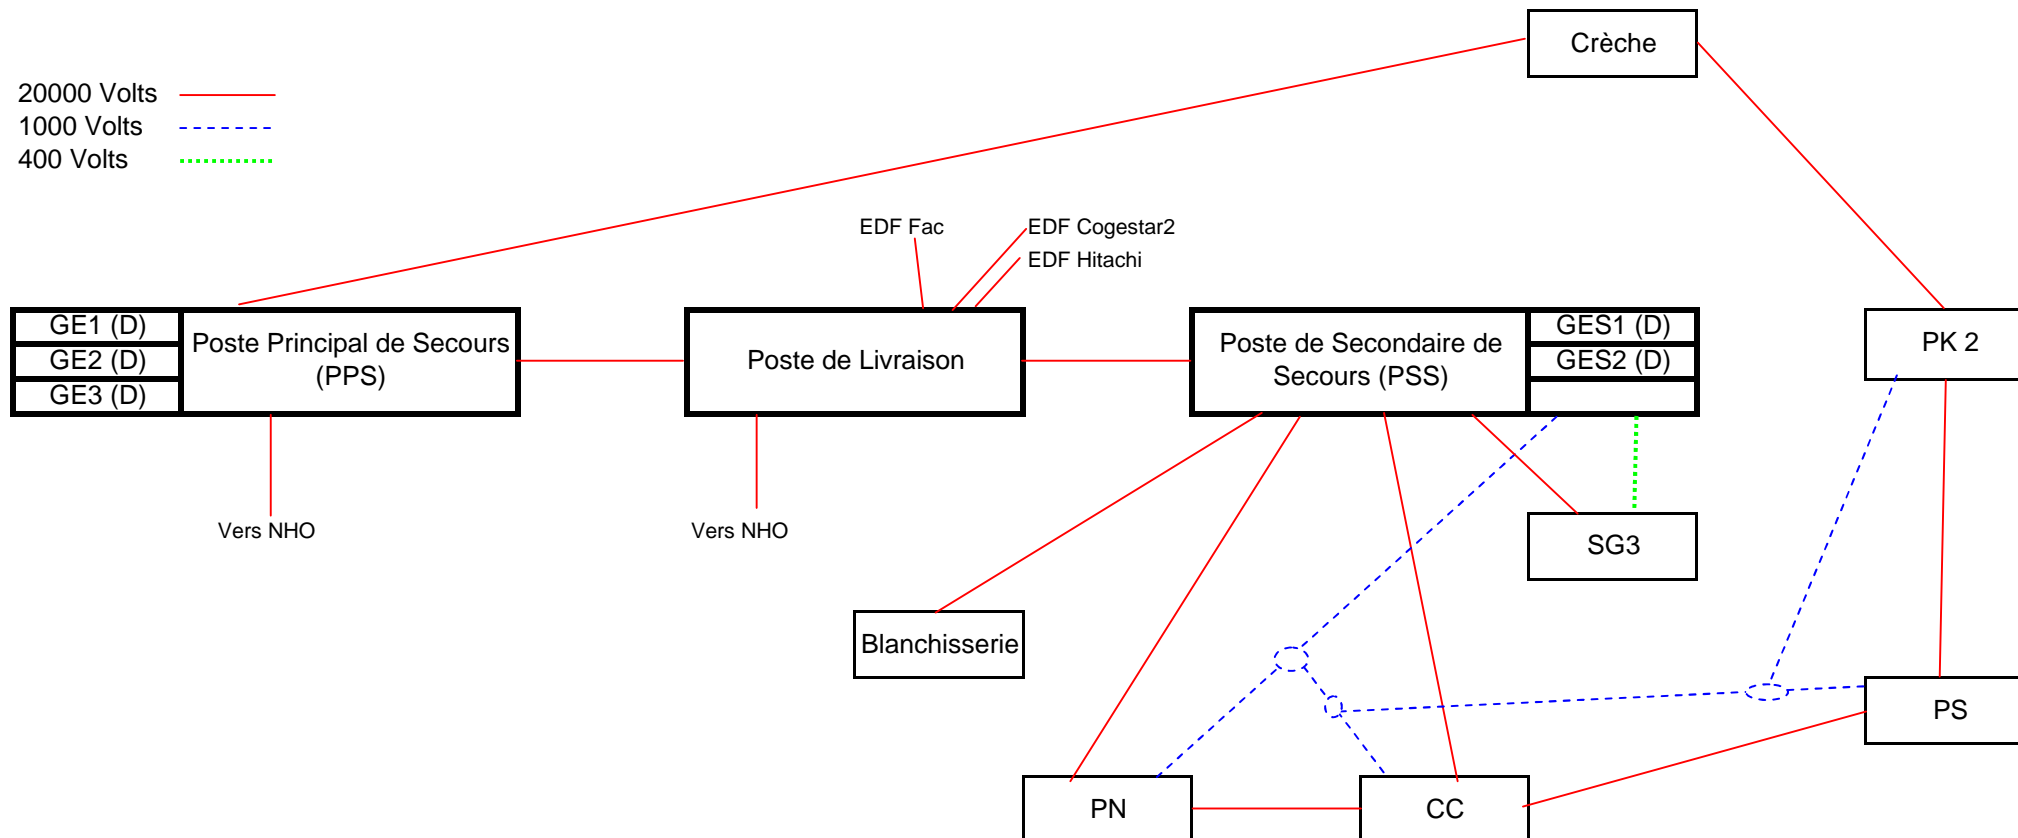 Crèche
20000 Volts
1000 Volts
400 Volts
EDF Fac
EDF Cogestar2
EDF Hitachi
GE1 (D)
GE2 (D)
GE3 (D)
Poste Principal de Secours
(PPS)
Poste de Livraison
Poste de Secondaire de
Secours (PSS)
GES1 (D)
GES2 (D)
PK 2
Vers NHO
Vers NHO
SG3
Blanchisserie
PS
PN
CC